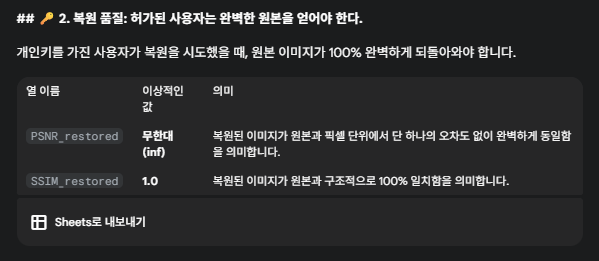 ## 🔑 2. 복원 품질: 허가된 사용자는 완벽한 원본을 얻어야 한다.
개인키를 가진 사용자가 복원을 시도했을 때, 원본 이미지가 100% 완벽하게 되돌아와야 합니다.
열 이름 이상적인 의미
값
PSNR_restored 무한대 복원된 이미지가 원본과 픽셀 단위에서 단 하나의 오차도 없이 완벽하게 동일함
(inf) 을 의미합니다.
SSIM_restored 1.0 복원된 이미지가 원본과 구조적으로 100% 일치함을 의미합니다.
Sheets로 내보내기